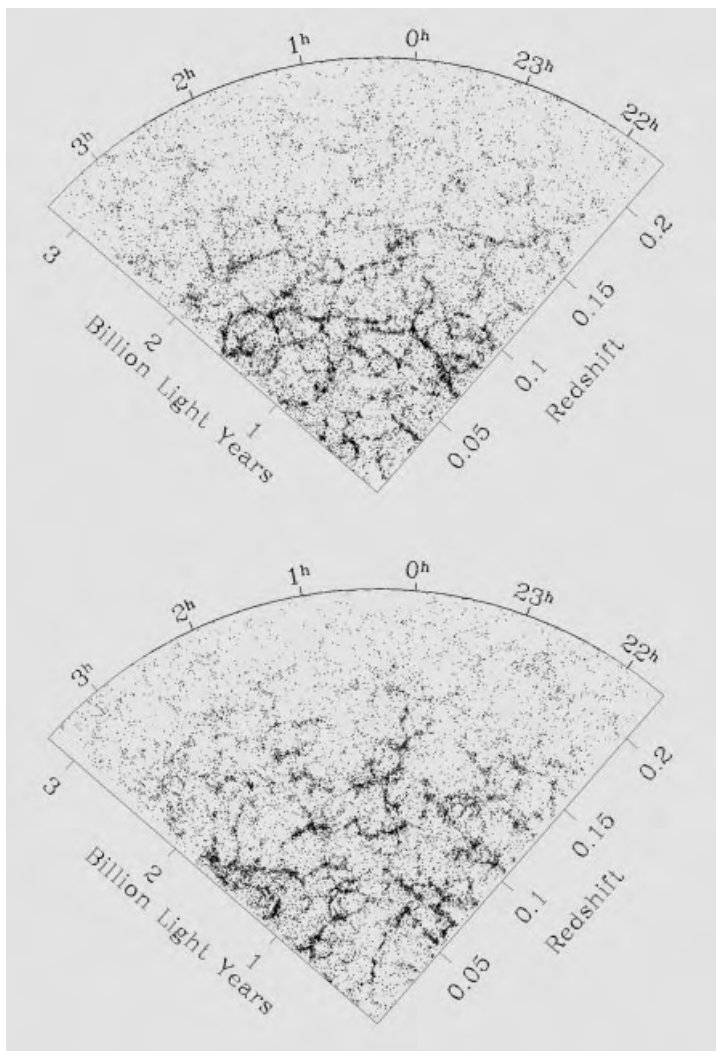 3ʰ 2ʰ 1ʰ 0ʰ 23ʰ 22ʰ
3 2 1
Billion Light Years
0.05 0.1 0.15 0.2
Redshift
3ʰ 2ʰ 1ʰ 0ʰ 23ʰ 22ʰ
3 2 1
Billion Light Years
0.05 0.1 0.15 0.2
Redshift